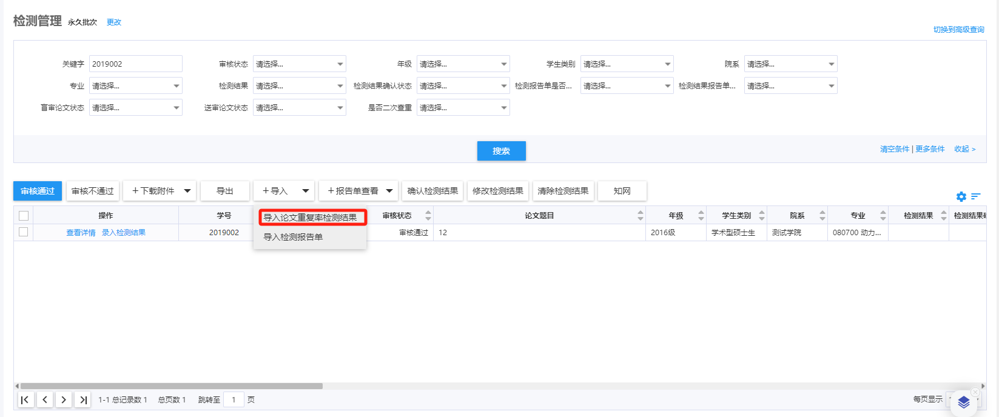 检测管理 永久批次 更改
切换到高级查询
关键字 2019002 审核状态 请选择... 年级 请选择... 学生类别 请选择... 院系 请选择...
专业 请选择... 检测结果 请选择... 检测结果确认状态 请选择... 检测报告单是否... 请选择... 检测结果报告单... 请选择...
盲审论文状态 请选择... 送审论文状态 请选择... 是否二次查重 请选择...
搜索 清空条件 | 更多条件 收起 >
审核通过 审核不通过 +下载附件 导出 +导入 +报告单查看 确认检测结果 修改检测结果 清除检测结果 知网
操作 学号 导入论文重复率检测结果 审核状态 论文题目 年级 学生类别 院系 专业 检测结果 检测结果
查看详情 录入检测结果 2019002 审核通过 12 2016级 学术型硕士生 测试学院 080700 动力...
导入检测报告单
1-1 总记录数 1 总页数 1 跳转至 1 页 每页显示